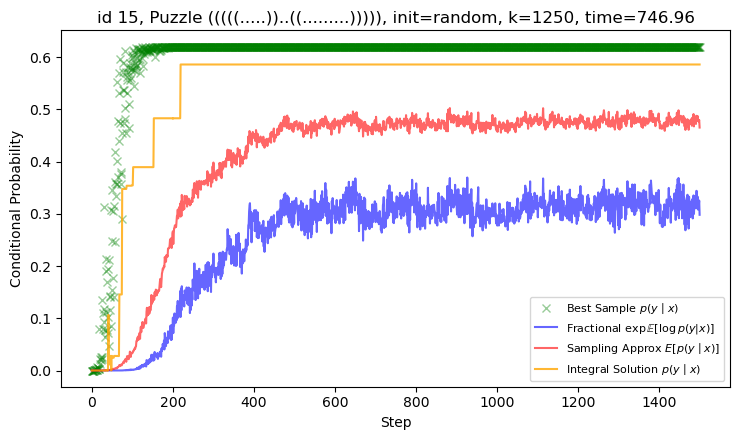 id 15, Puzzle (((((.....))..((.........))))), init=random, k=1250, time=746.96
Conditional Probability
0.6
0.5
0.4
0.3
0.2
0.1
0.0
Best Sample p(y | x)
Fractional exp 𝔼[log p(y|x)]
Sampling Approx E[p(y | x)]
Integral Solution p(y | x)
0 200 400 600 800 1000 1200 1400
Step